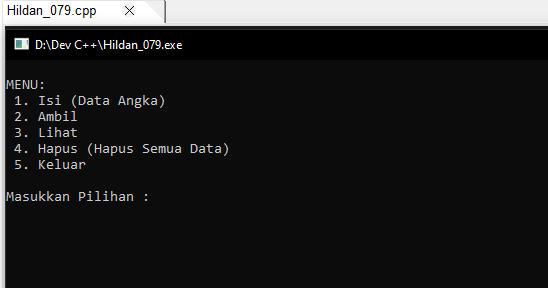 Hildan_079.cpp
D:\Dev C++\Hildan_079.exe
MENU:
1. Isi (Data Angka)
2. Ambil
3. Lihat
4. Hapus (Hapus Semua Data)
5. Keluar
Masukkan Pilihan :